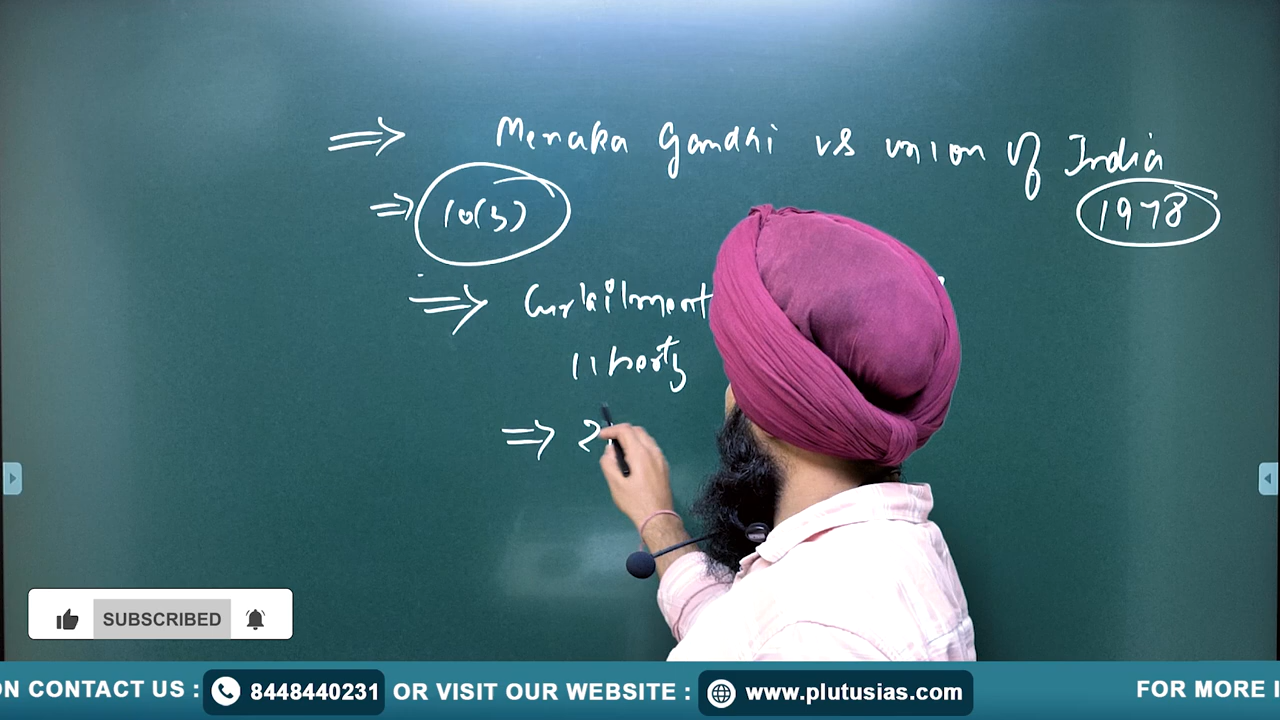 ⇒ Menaka Gandhi vs union of India
⇒ 10(3) 1978
⇒ Curtailment
liberty
⇒ 2
SUBSCRIBED
ON CONTACT US : 8448440231 OR VISIT OUR WEBSITE : www.plutusias.com FOR MORE I